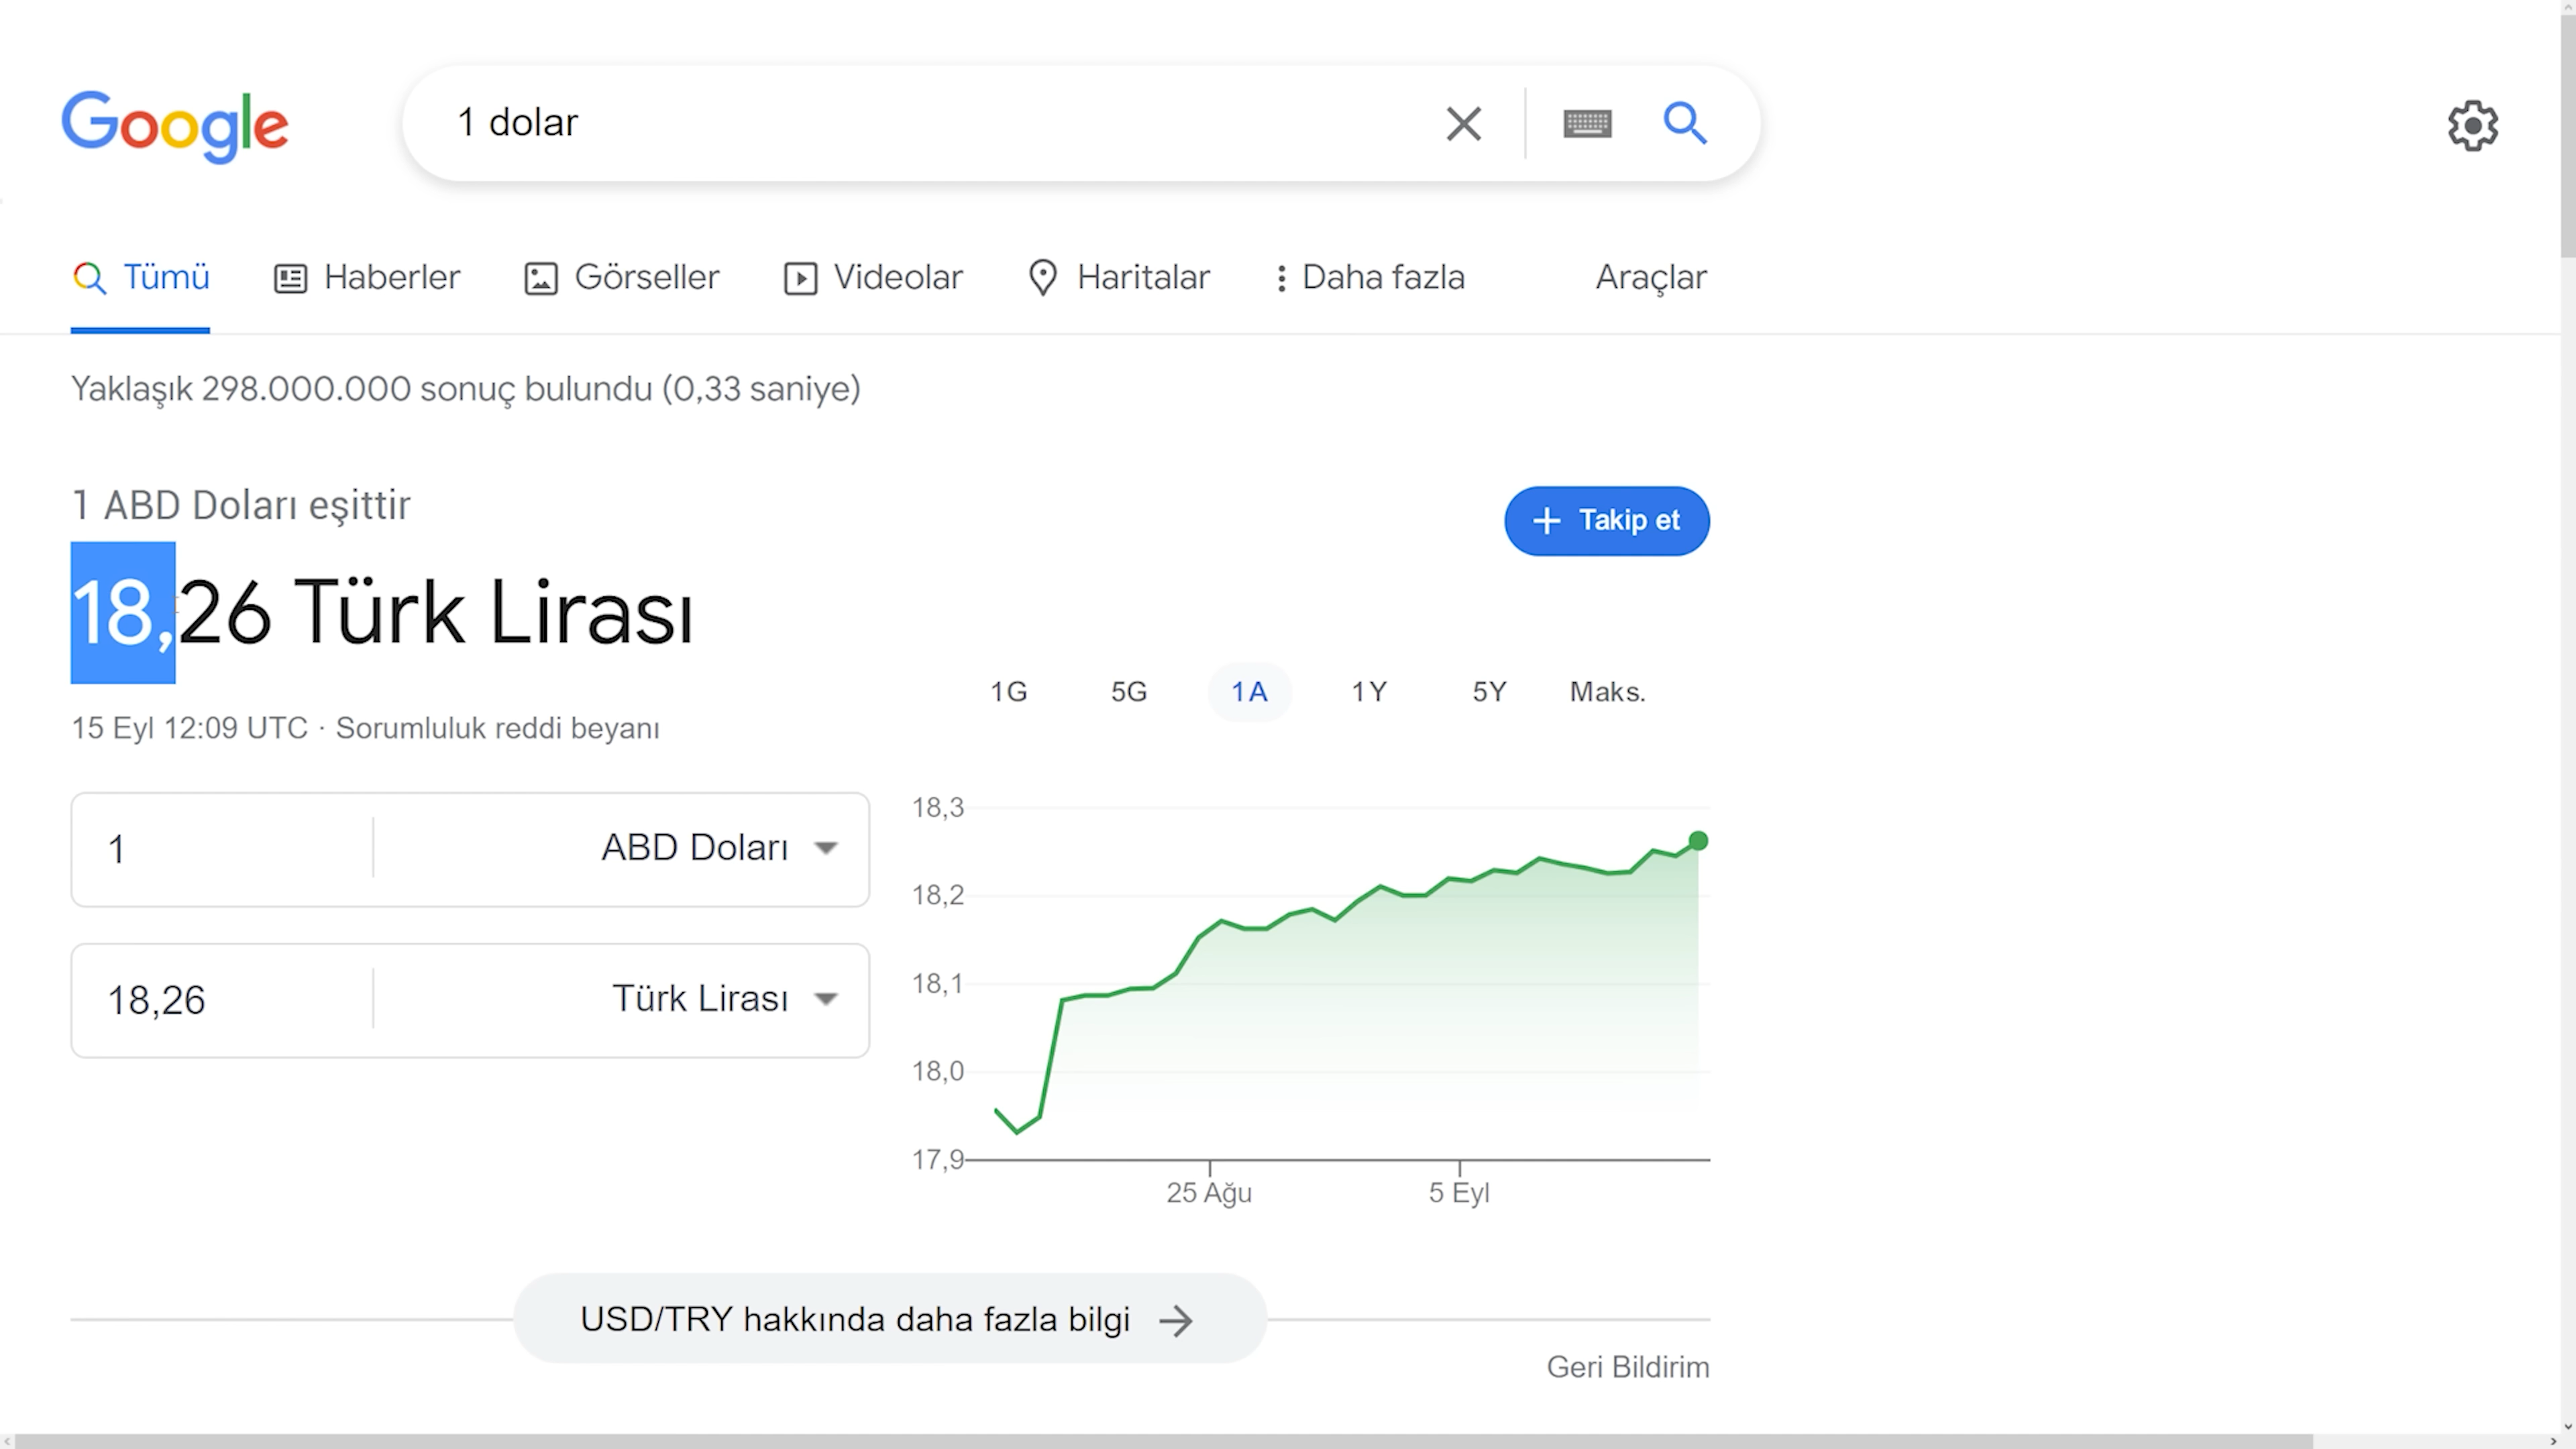 Google
1 dolar
Tümü Haberler Görseller Videolar Haritalar Daha fazla Araçlar
Yaklaşık 298.000.000 sonuç bulundu (0,33 saniye)
1 ABD Doları eşittir
+ Takip et
18,26 Türk Lirası
15 Eyl 12:09 UTC · Sorumluluk reddi beyanı
1G 5G 1A 1Y 5Y Maks.
1 ABD Doları
18,26 Türk Lirası
18,3
18,2
18,1
18,0
17,9
25 Ağu 5 Eyl
USD/TRY hakkında daha fazla bilgi
Geri Bildirim